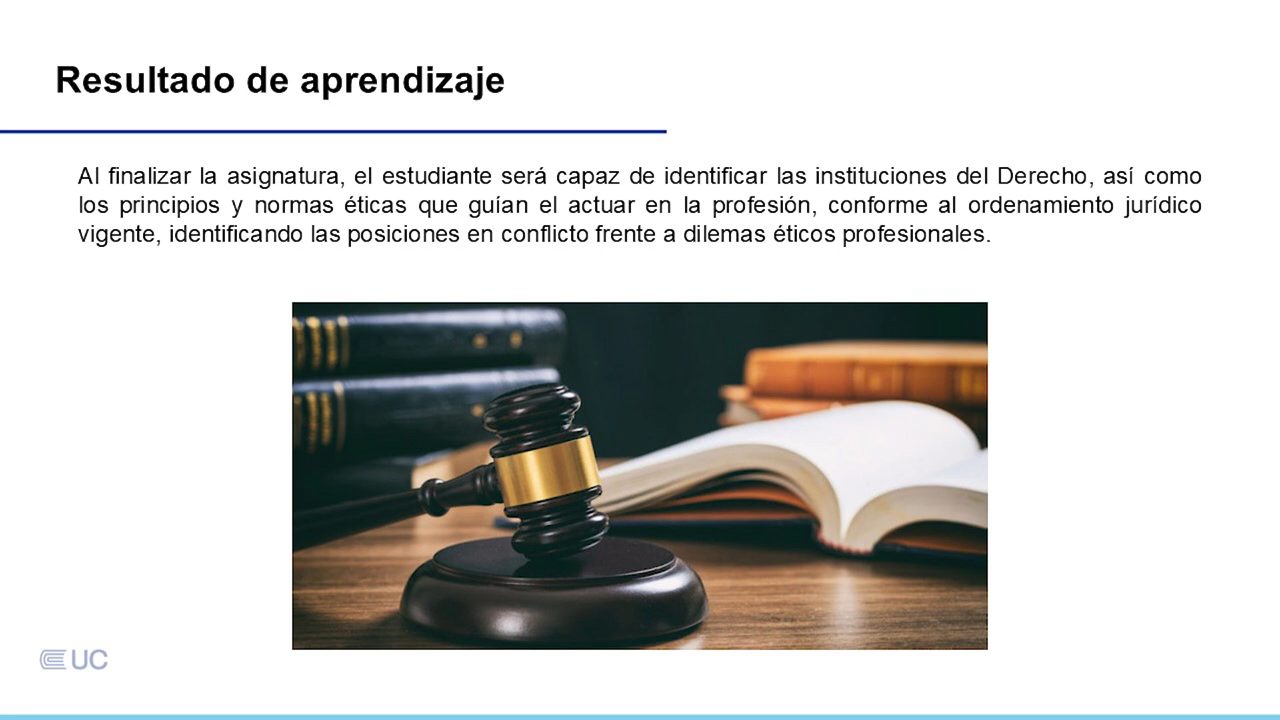 Resultado de aprendizaje
Al finalizar la asignatura, el estudiante será capaz de identificar las instituciones del Derecho, así como
los principios y normas éticas que guían el actuar en la profesión, conforme al ordenamiento jurídico
vigente, identificando las posiciones en conflicto frente a dilemas éticos profesionales.
UC